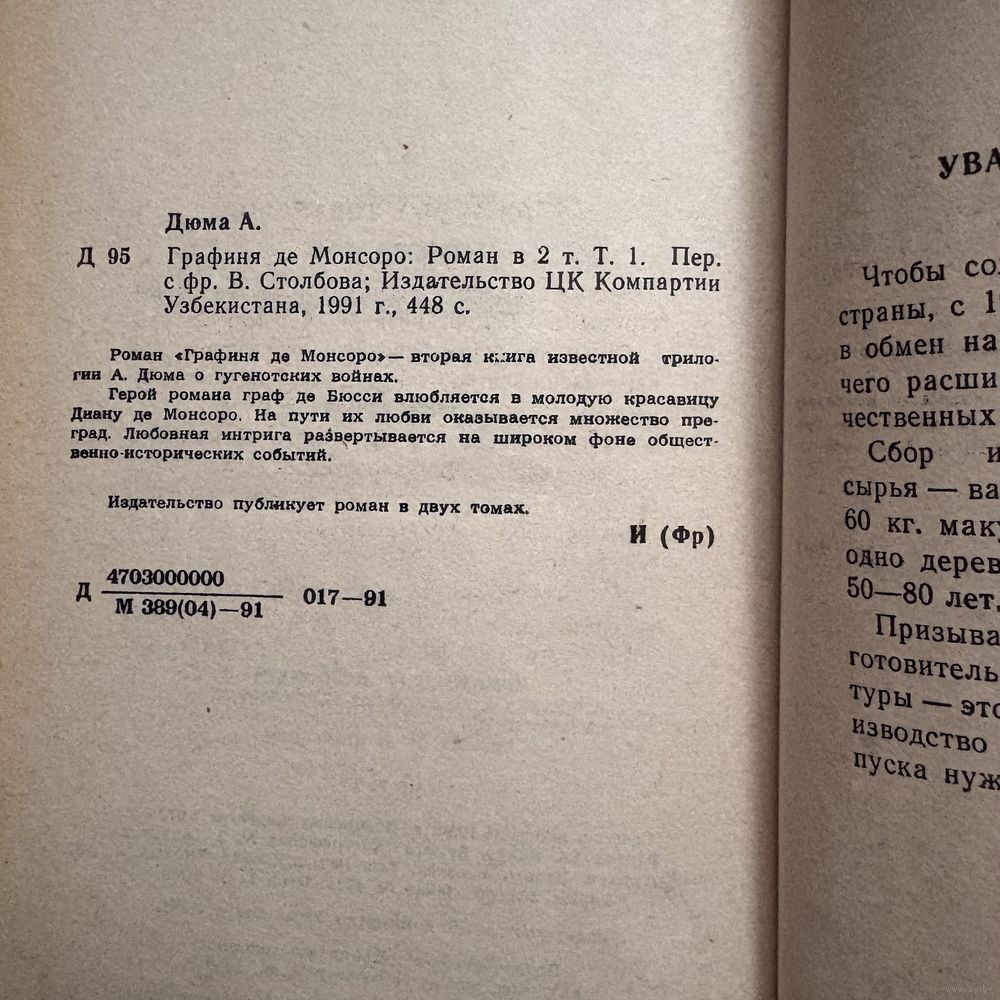 Дюма А.
Д 95 Графиня де Монсоро: Роман в 2 т. Т. 1. Пер.
с фр. В. Столбова; Издательство ЦК Компартии
Узбекистана, 1991 г., 448 с.
Роман «Графиня де Монсоро» — вторая книга известной трило-
гии А. Дюма о гугенотских войнах.
Герой романа граф де Бюсси влюбляется в молодую красавицу
Диану де Монсоро. На пути их любви оказывается множество пре-
град. Любовная интрига развертывается на широком фоне общест-
венно-исторических событий.
Издательство публикует роман в двух томах.
И (Фр)
Д 4703000000
М 389(04)—91 017—91
УВА
Чтобы со
страны, с 1
в обмен на
чего расши
чественных
Сбор и
сырья — ва
60 кг. мак
одно дерев
50—80 лет.
Призыва
готовитель
туры — это
изводство
пуска нуж